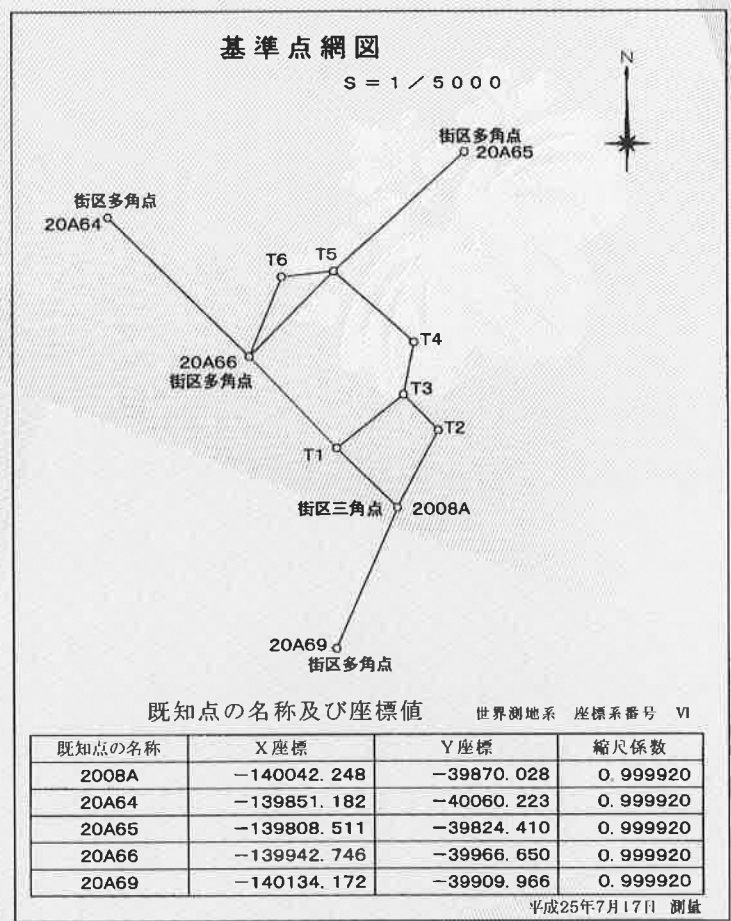 基準点網図
S = 1 / 5000
N
街区多角点
20A65
街区多角点
20A64
T6
T5
T4
20A66
街区多角点
T3
T2
T1
街区三角点 2008A
20A69
街区多角点
既知点の名称及び座標値 世界測地系 座標系番号 Ⅵ
既知点の名称 X座標 Y座標 縮尺係数
2008A -140042.248 -39870.028 0.999920
20A64 -139851.182 -40060.223 0.999920
20A65 -139808.511 -39824.410 0.999920
20A66 -139942.746 -39966.650 0.999920
20A69 -140134.172 -39909.966 0.999920
平成25年7月17日 測量